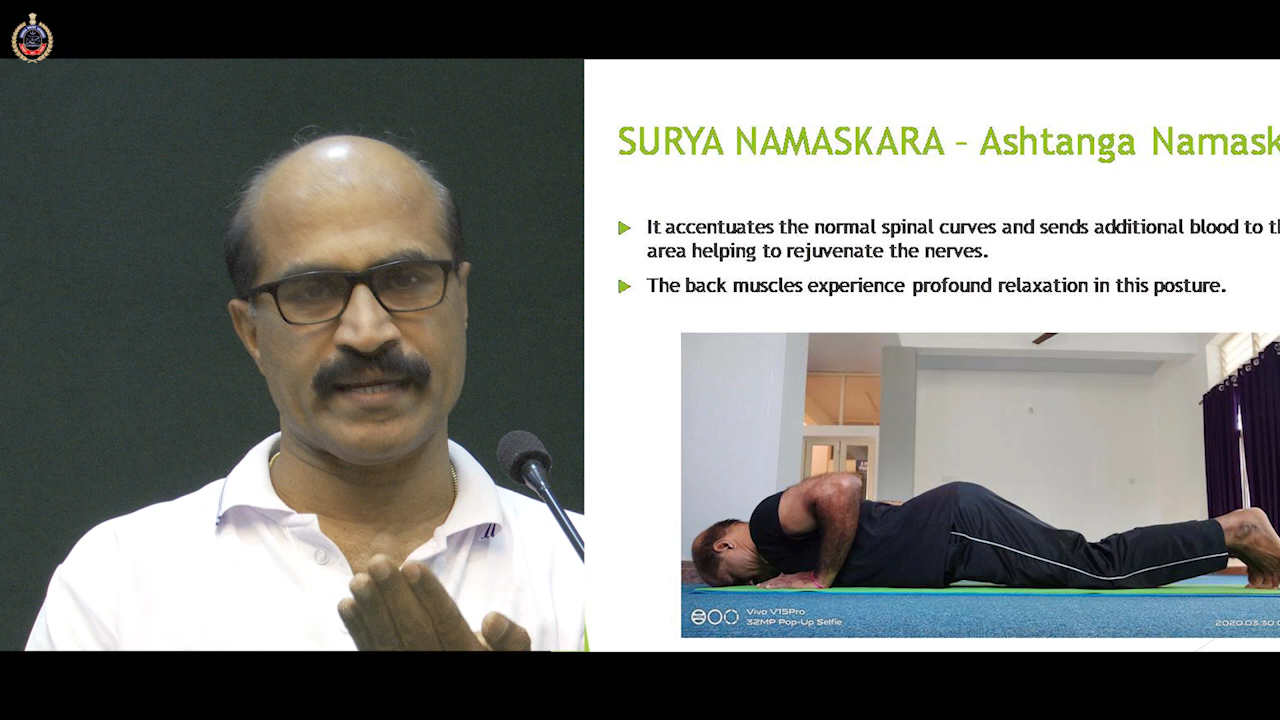 SURYA NAMASKARA – Ashtanga Namask
It accentuates the normal spinal curves and sends additional blood to th
area helping to rejuvenate the nerves.
The back muscles experience profound relaxation in this posture.
Vivo V15Pro
32MP Pop-Up Selfie
2020.03.30